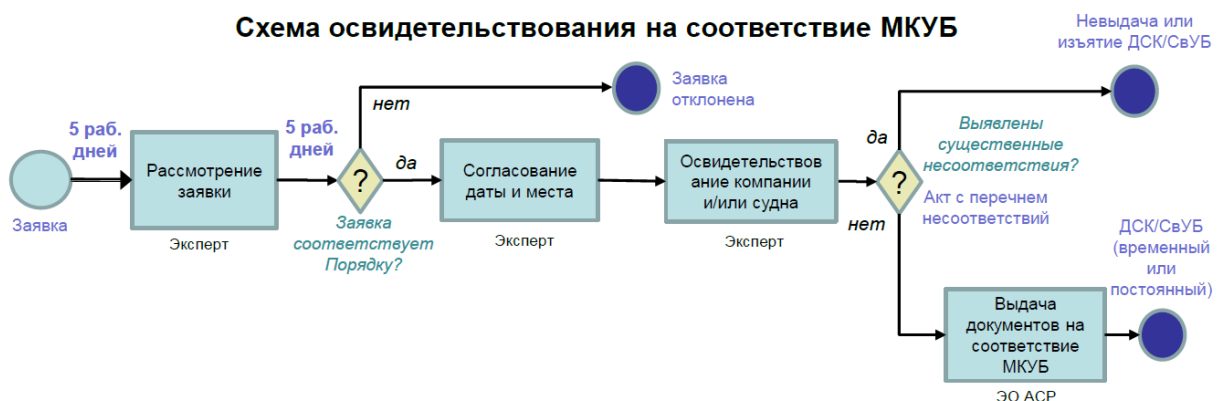 Схема освидетельствования на соответствие МКУБ
Невыдача или
изъятие ДСК/СвУБ
Заявка
отклонена
нет
5 раб.
дней
5 раб.
дней
да
да
Выявлены
существенные
несоответствия?
Рассмотрение
заявки
?
Согласование
даты и места
Освидетельствов
ание компании
и/или судна
?
Акт с перечнем
несоответствий
нет
Заявка
Эксперт
Заявка
соответствует
Порядку?
Эксперт
Эксперт
ДСК/СвУБ
(временный
или
постоянный)
Выдача
документов на
соответствие
МКУБ
ЭО АСР